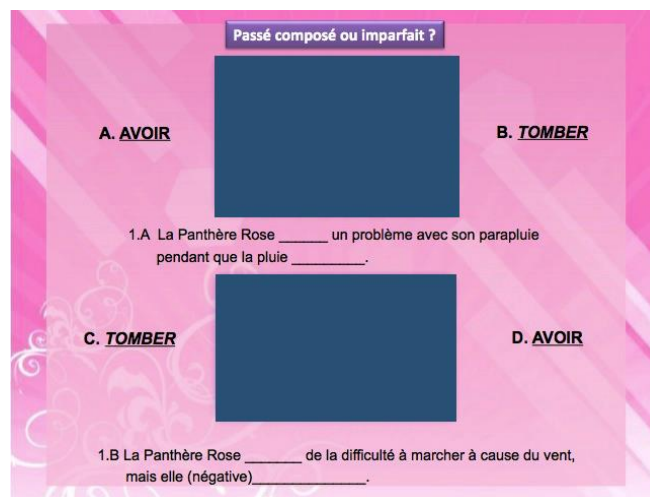 Passé composé ou imparfait ?
A. AVOIR
B. TOMBER
1.A La Panthère Rose ______ un problème avec son parapluie
pendant que la pluie _________.
C. TOMBER
D. AVOIR
1.B La Panthère Rose _______ de la difficulté à marcher à cause du vent,
mais elle (négative)______________.